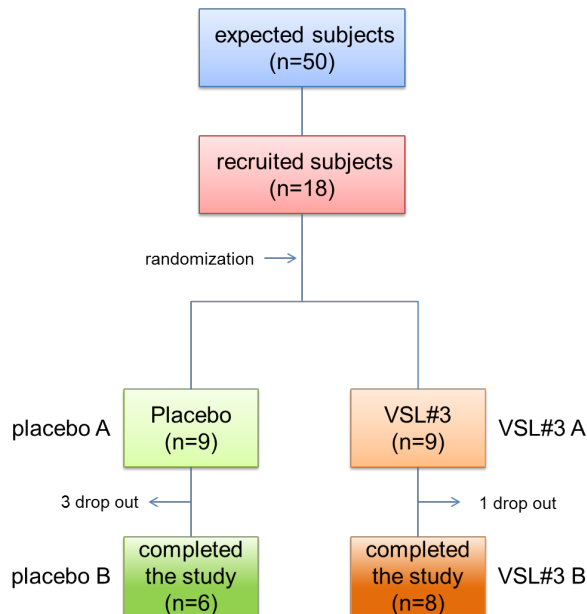 expected subjects
(n=50)
recruited subjects
(n=18)
randomization
placebo A
Placebo
(n=9)
VSL#3
(n=9)
VSL#3 A
3 drop out
1 drop out
placebo B
completed
the study
(n=6)
completed
the study
(n=8)
VSL#3 B